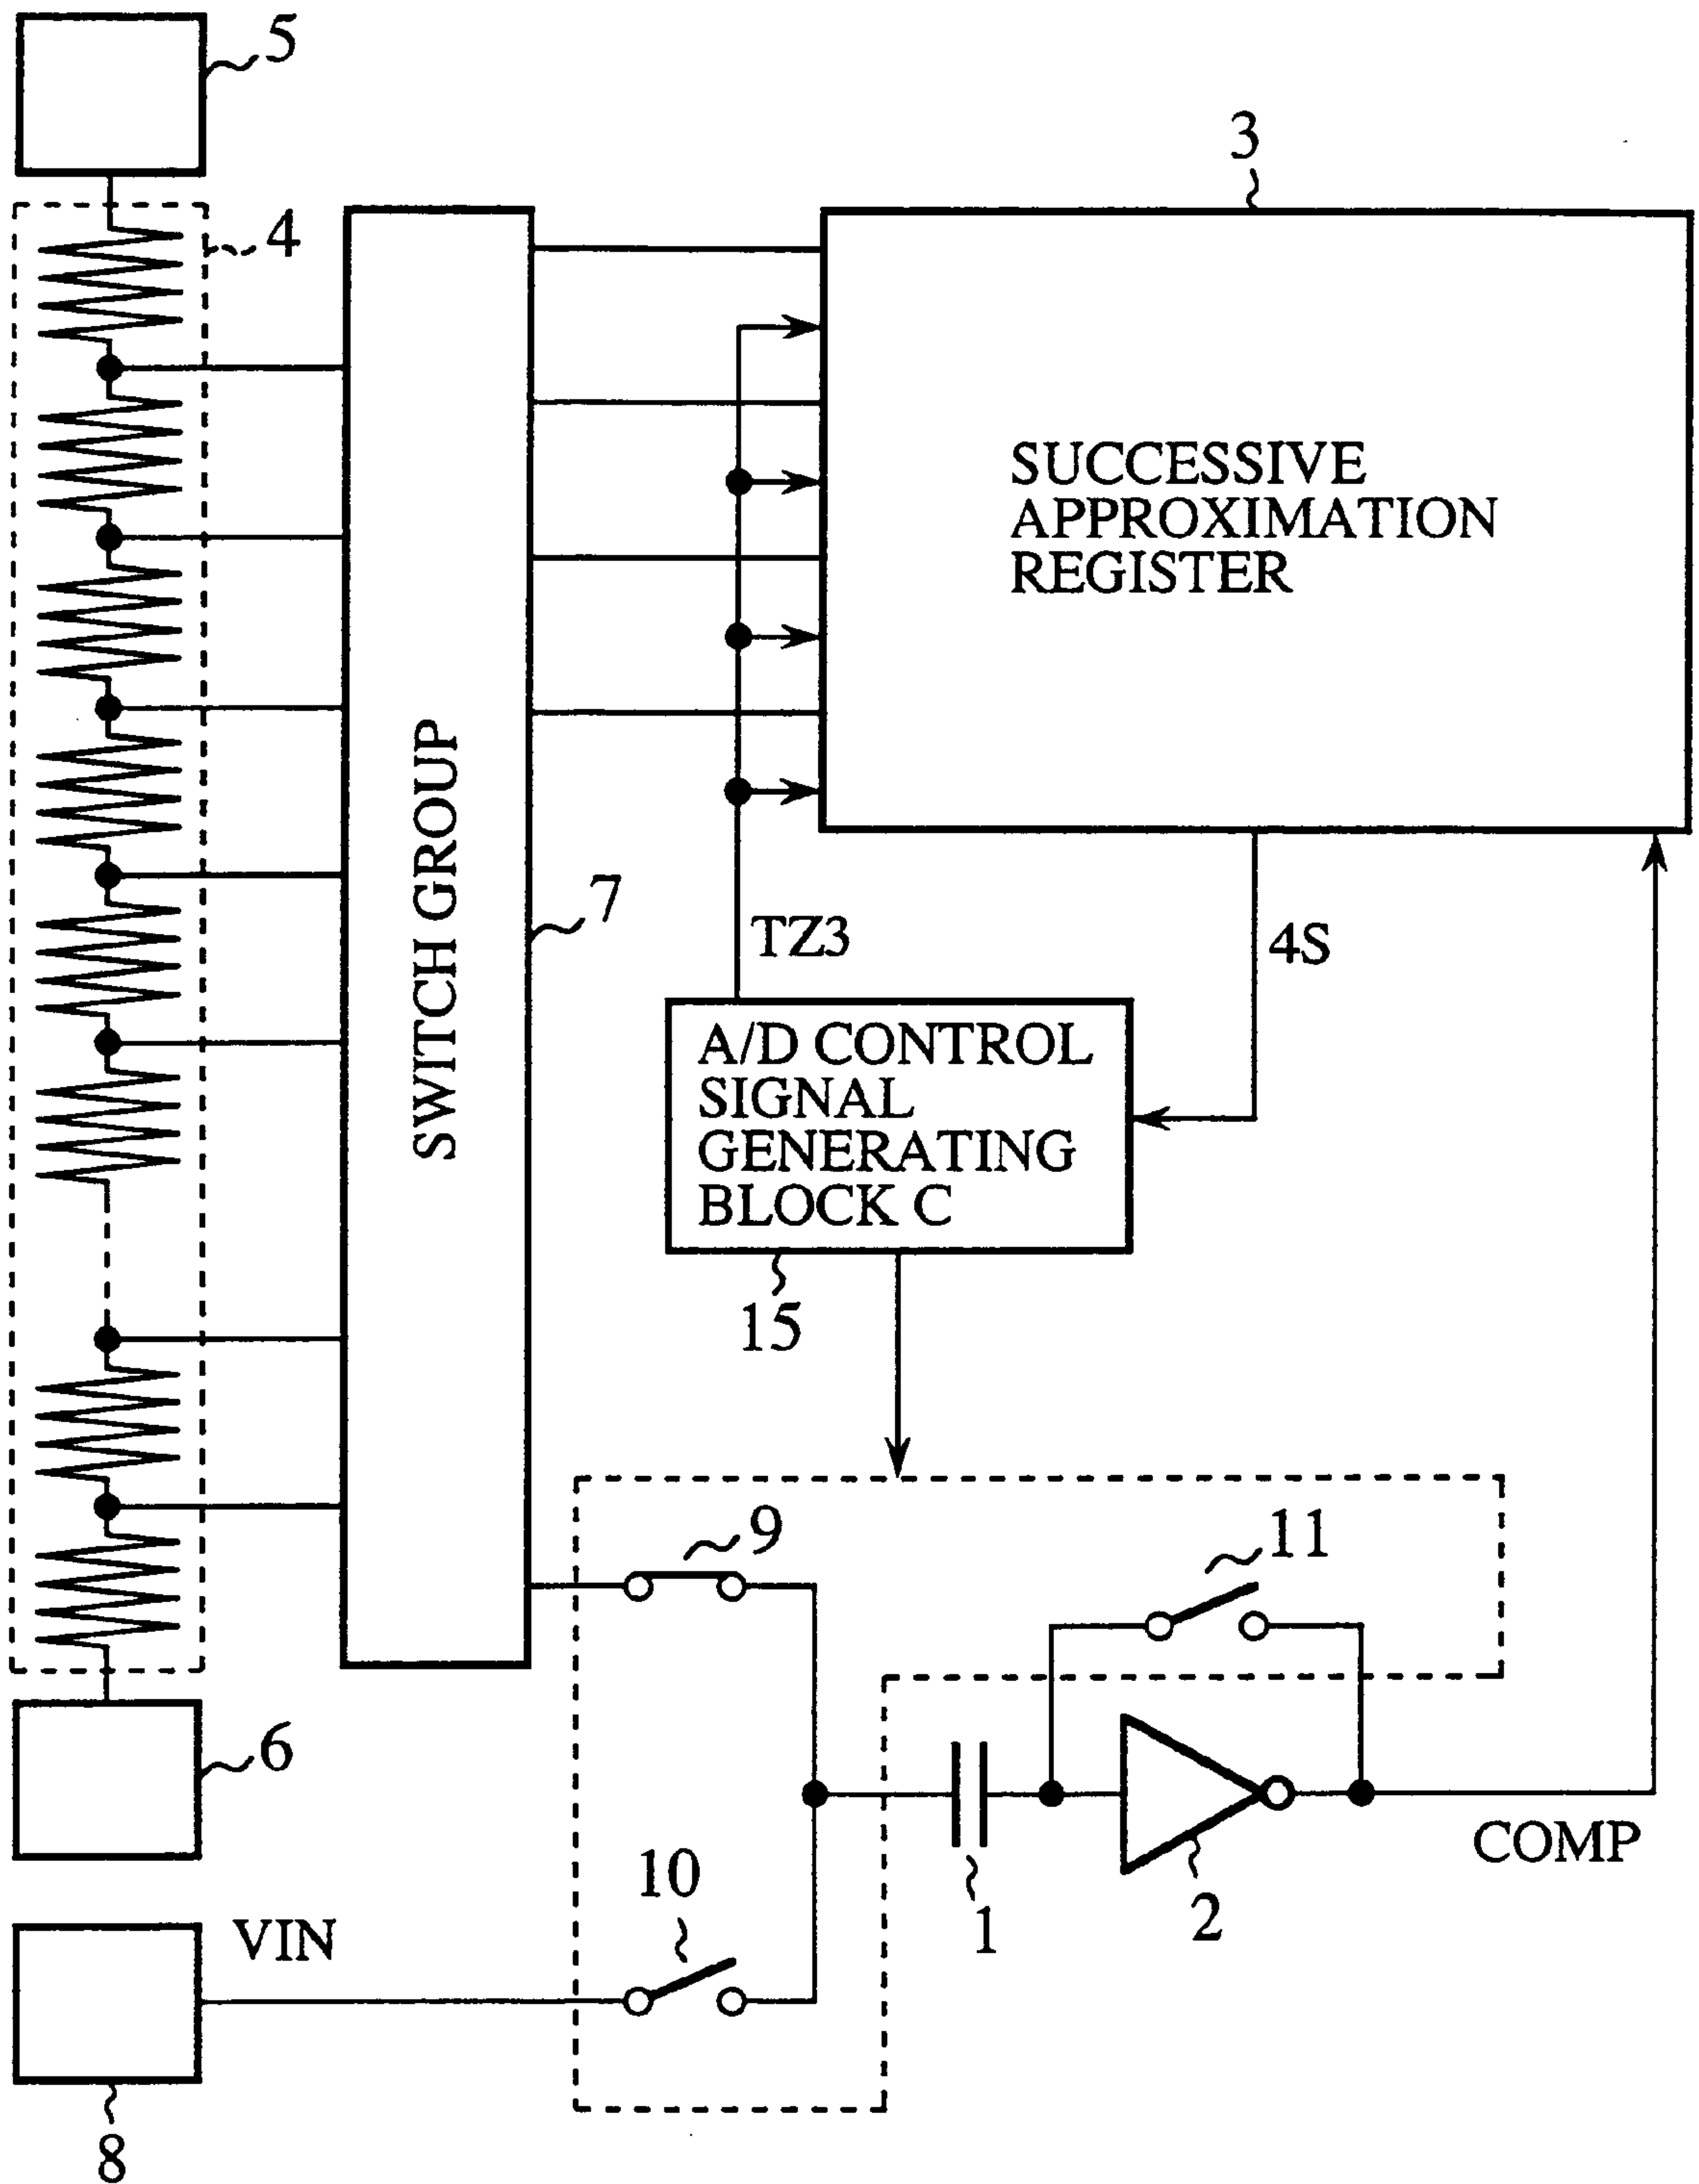 5
3
4
SUCCESSIVE
APPROXIMATION
REGISTER
SWITCH GROUP
7
TZ3
4S
A/D CONTROL
SIGNAL
GENERATING
BLOCK C
15
9
11
6
10
1
2
COMP
VIN
8